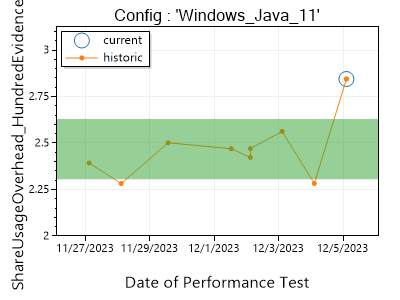 Config : 'Windows_Java_11'
current
historic
ShareUsageOverhead_HundredEvidence
3
2.75
2.5
2.25
2
11/27/2023
11/29/2023
12/1/2023
12/3/2023
12/5/2023
Date of Performance Test